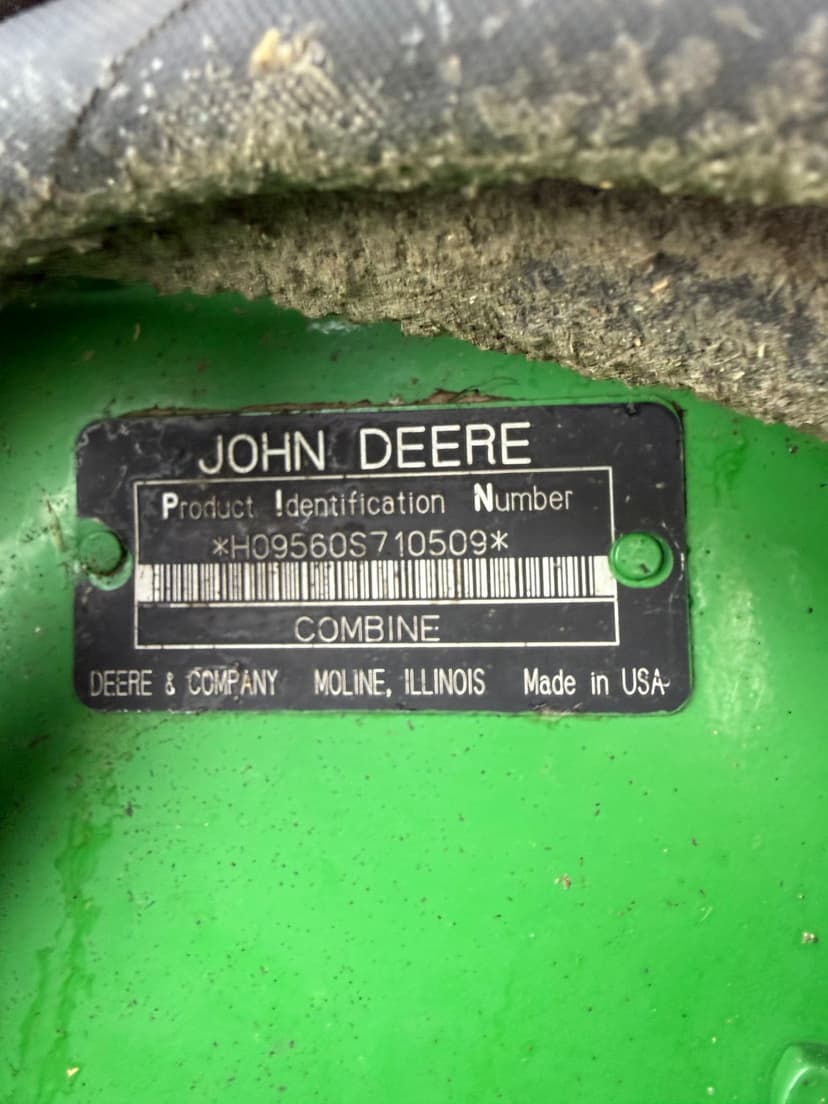 JOHN DEERE
Product Identification Number
*H09560S710509*
COMBINE
DEERE & COMPANY MOLINE, ILLINOIS Made in USA